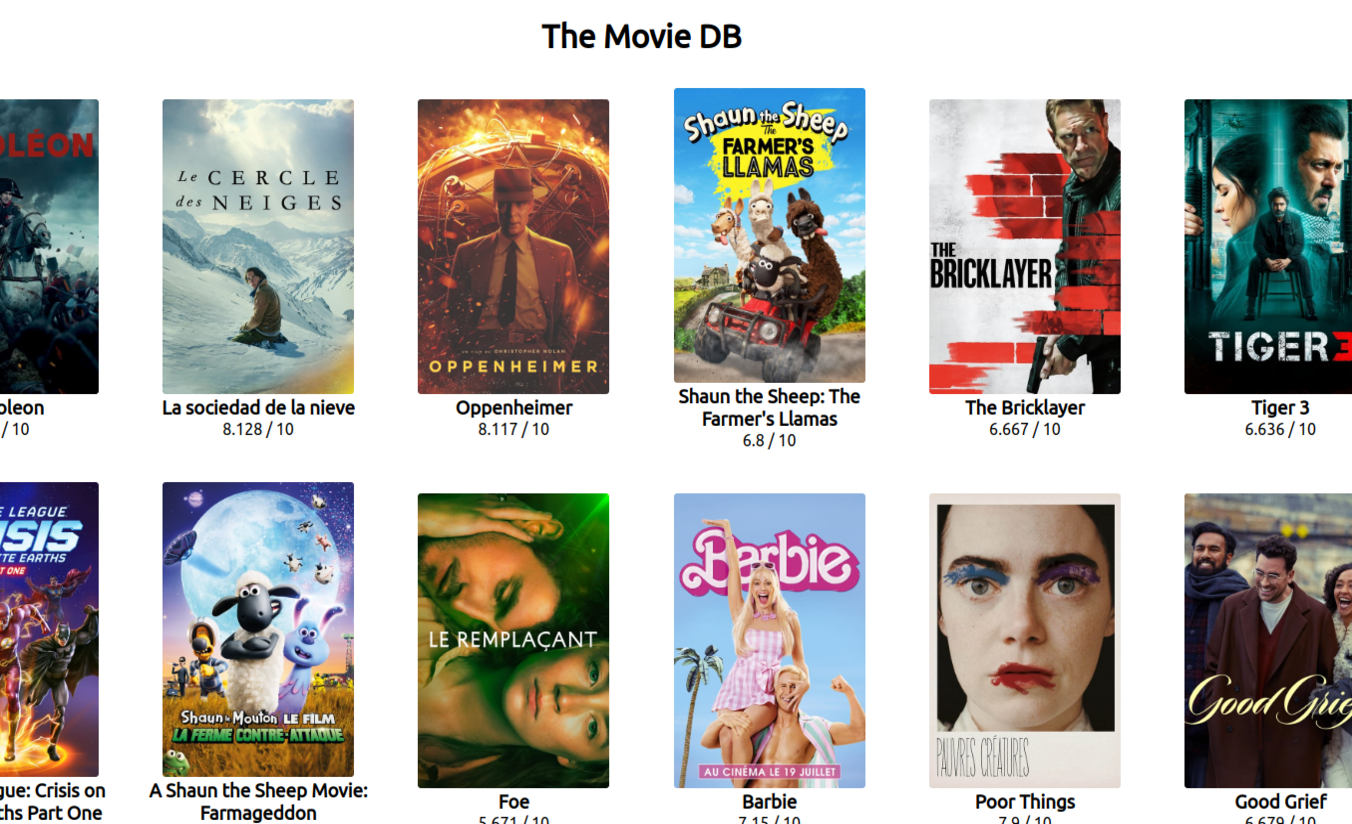 The Movie DB
OLÉON
oleon
/ 10
Le CERCLE
des NEIGES
La sociedad de la nieve
8.128 / 10
UN FILM DE CHRISTOPHER NOLAN
OPPENHEIMER
Oppenheimer
8.117 / 10
Shaun the Sheep
The
FARMER'S
LLAMAS
Shaun the Sheep: The
Farmer's Llamas
6.8 / 10
THE
BRICKLAYER
The Bricklayer
6.667 / 10
TIGER 3
Tiger 3
6.636 / 10
E LEAGUE
ISIS
TE EARTHS
T ONE
gue: Crisis on
ths Part One
Shaun le Mouton LE FILM
LA FERME CONTRE-ATTAQUE
A Shaun the Sheep Movie:
Farmageddon
LE REMPLAÇANT
Foe
5.671 / 10
Barbie
AU CINÉMA LE 19 JUILLET
Barbie
7.15 / 10
PAUVRES CRÉATURES
Poor Things
7.9 / 10
Good Grie
Good Grief
6.679 / 10